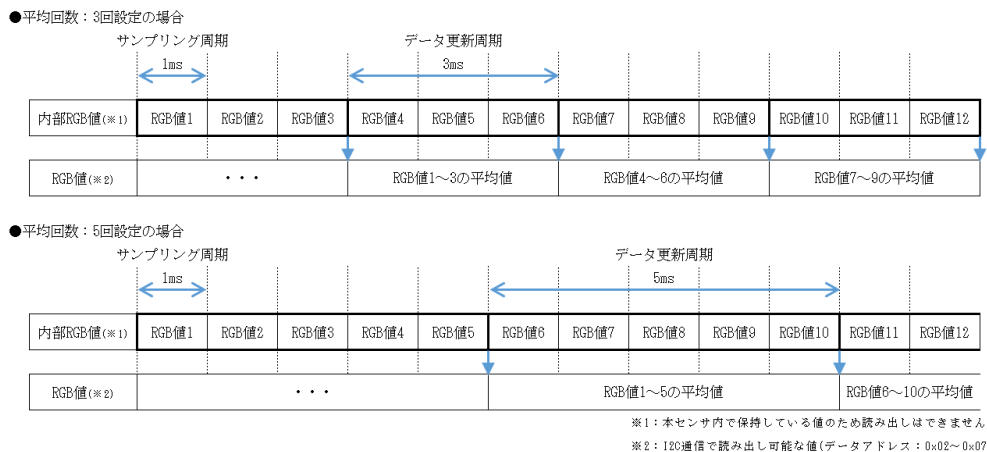 ●平均回数：3回設定の場合
サンプリング周期 データ更新周期
1ms 3ms
内部RGB値(※1) RGB値1 RGB値2 RGB値3 RGB値4 RGB値5 RGB値6 RGB値7 RGB値8 RGB値9 RGB値10 RGB値11 RGB値12
RGB値(※2) ・・・ RGB値1～3の平均値 RGB値4～6の平均値 RGB値7～9の平均値
●平均回数：5回設定の場合
サンプリング周期 データ更新周期
1ms 5ms
内部RGB値(※1) RGB値1 RGB値2 RGB値3 RGB値4 RGB値5 RGB値6 RGB値7 RGB値8 RGB値9 RGB値10 RGB値11 RGB値12
RGB値(※2) ・・・ RGB値1～5の平均値 RGB値6～10の平均値
※1：本センサ内で保持している値のため読み出しはできません
※2：I2C通信で読み出し可能な値(データアドレス：0x02～0x07